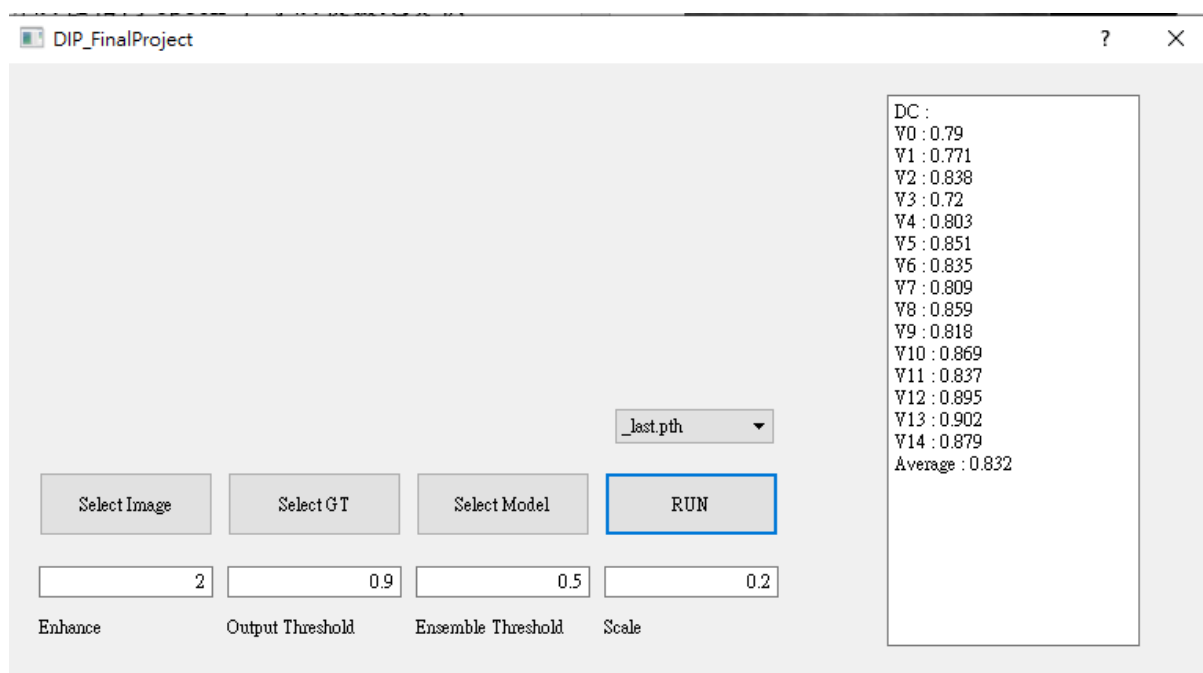 DIP_FinalProject
?
DC :
V0 : 0.79
V1 : 0.771
V2 : 0.838
V3 : 0.72
V4 : 0.803
V5 : 0.851
V6 : 0.835
V7 : 0.809
V8 : 0.859
V9 : 0.818
V10 : 0.869
V11 : 0.837
V12 : 0.895
V13 : 0.902
V14 : 0.879
Average : 0.832
_last.pth
Select Image
Select GT
Select Model
RUN
2
0.9
0.5
0.2
Enhance
Output Threshold
Ensemble Threshold
Scale